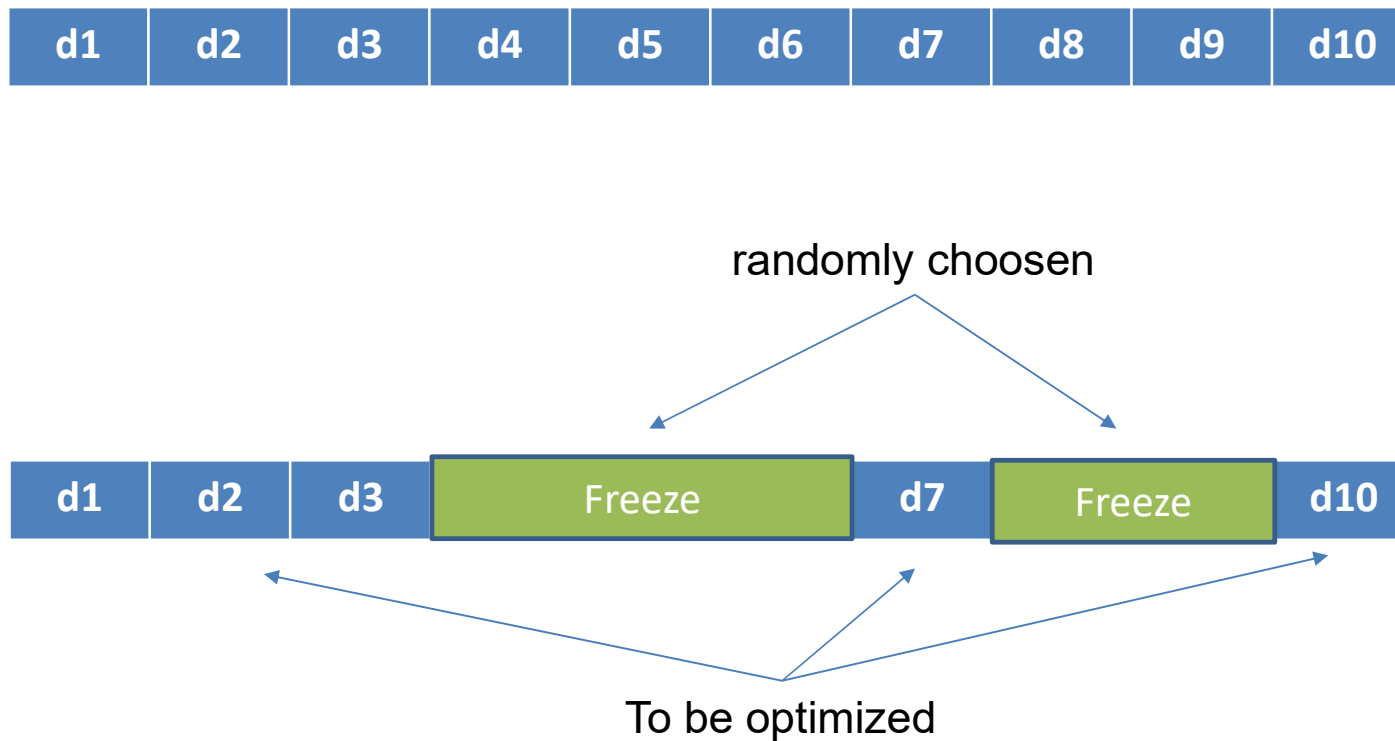 d1 d2 d3 d4 d5 d6 d7 d8 d9 d10
randomly choosen
d1 d2 d3 Freeze d7 Freeze d10
To be optimized